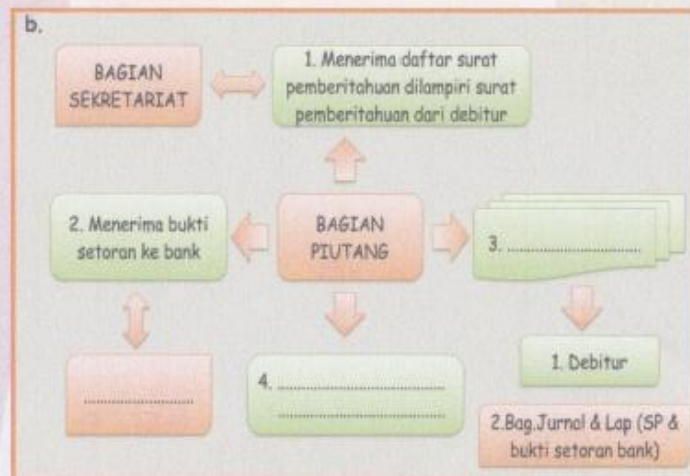 b.
BAGIAN
SEKRETARIAT
1. Menerima daftar surat
pemberitahuan dilampiri surat
pemberitahuan dari debitur
2. Menerima bukti
setoran ke bank
BAGIAN
PIUTANG
3. ..............................
..........................
4. ......................................
......................................
1. Debitur
2.Bag.Jurnal & Lap (SP &
bukti setoran bank)